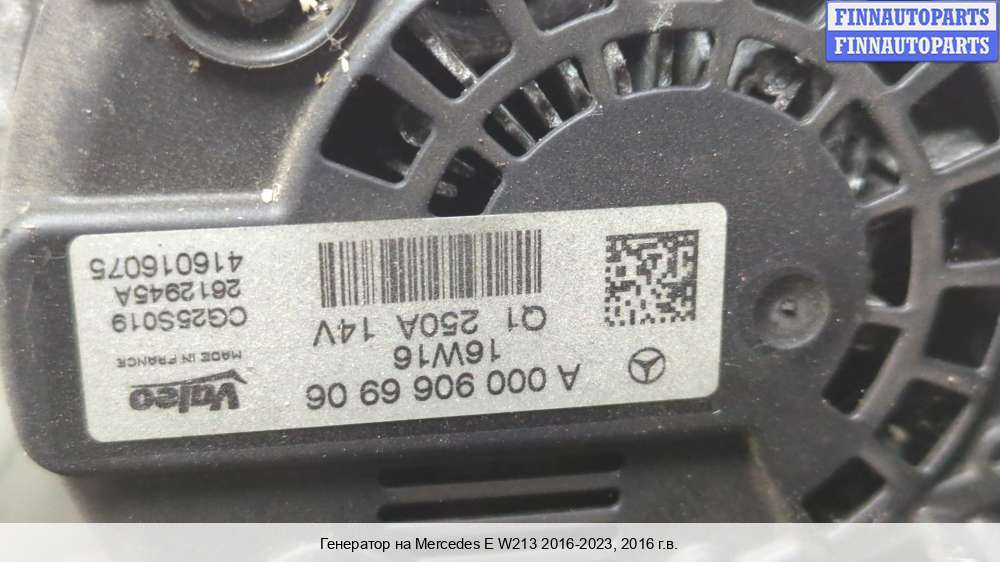 FINNAUTOPARTS
FINNAUTOPARTS
A 000 906 69 06
16W16
Q1 250A 14V
Valeo
MADE IN FRANCE
CG25S019
2612945A
416016075
Генератор на Mercedes E W213 2016-2023, 2016 г.в.